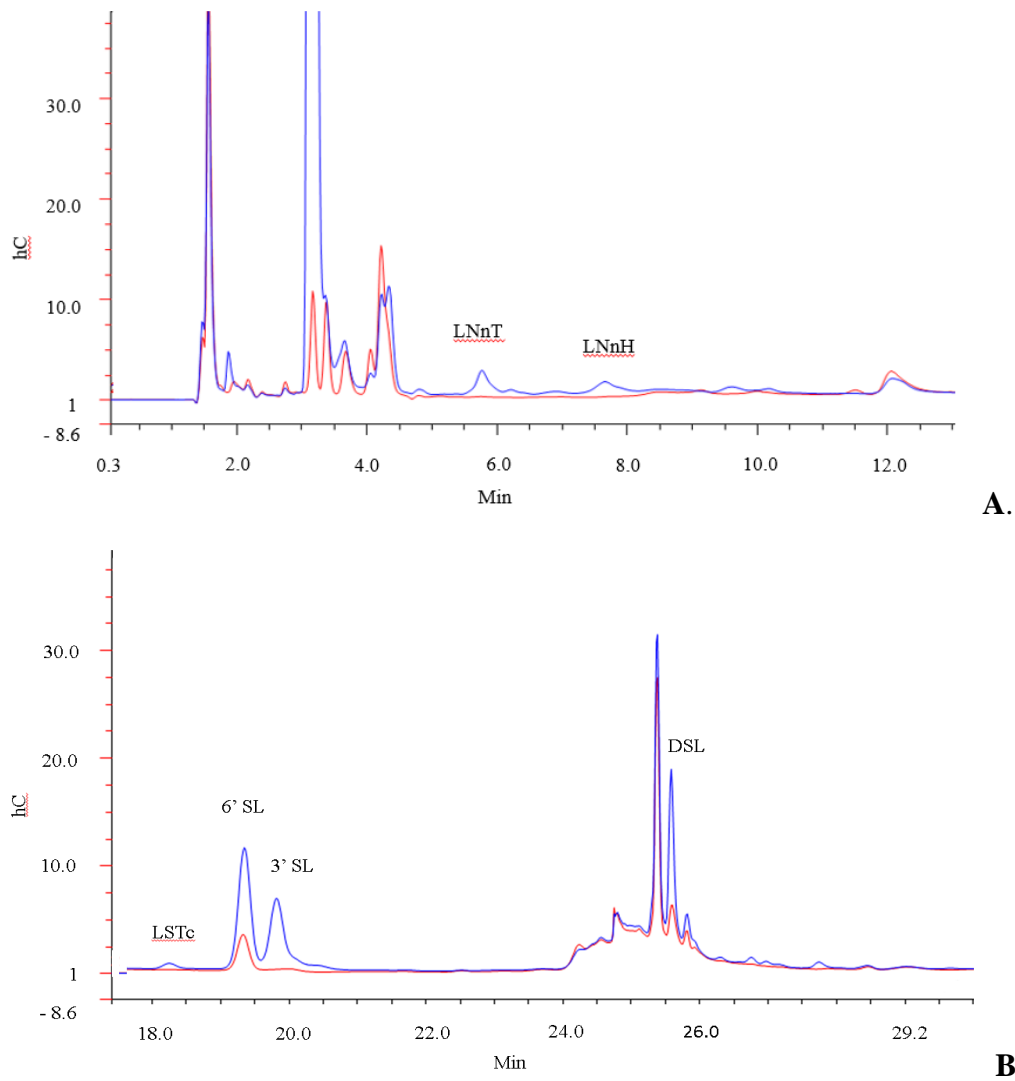 30.0
20.0
hC
LNnT
LNnH
10.0
1
- 8.6
0.3 2.0 4.0 6.0 8.0 10.0 12.0
Min
A.
30.0
20.0
DSL
hC
6’ SL
10.0
3’ SL
LSTc
1
- 8.6
18.0 20.0 22.0 24.0 26.0 29.2
Min
B